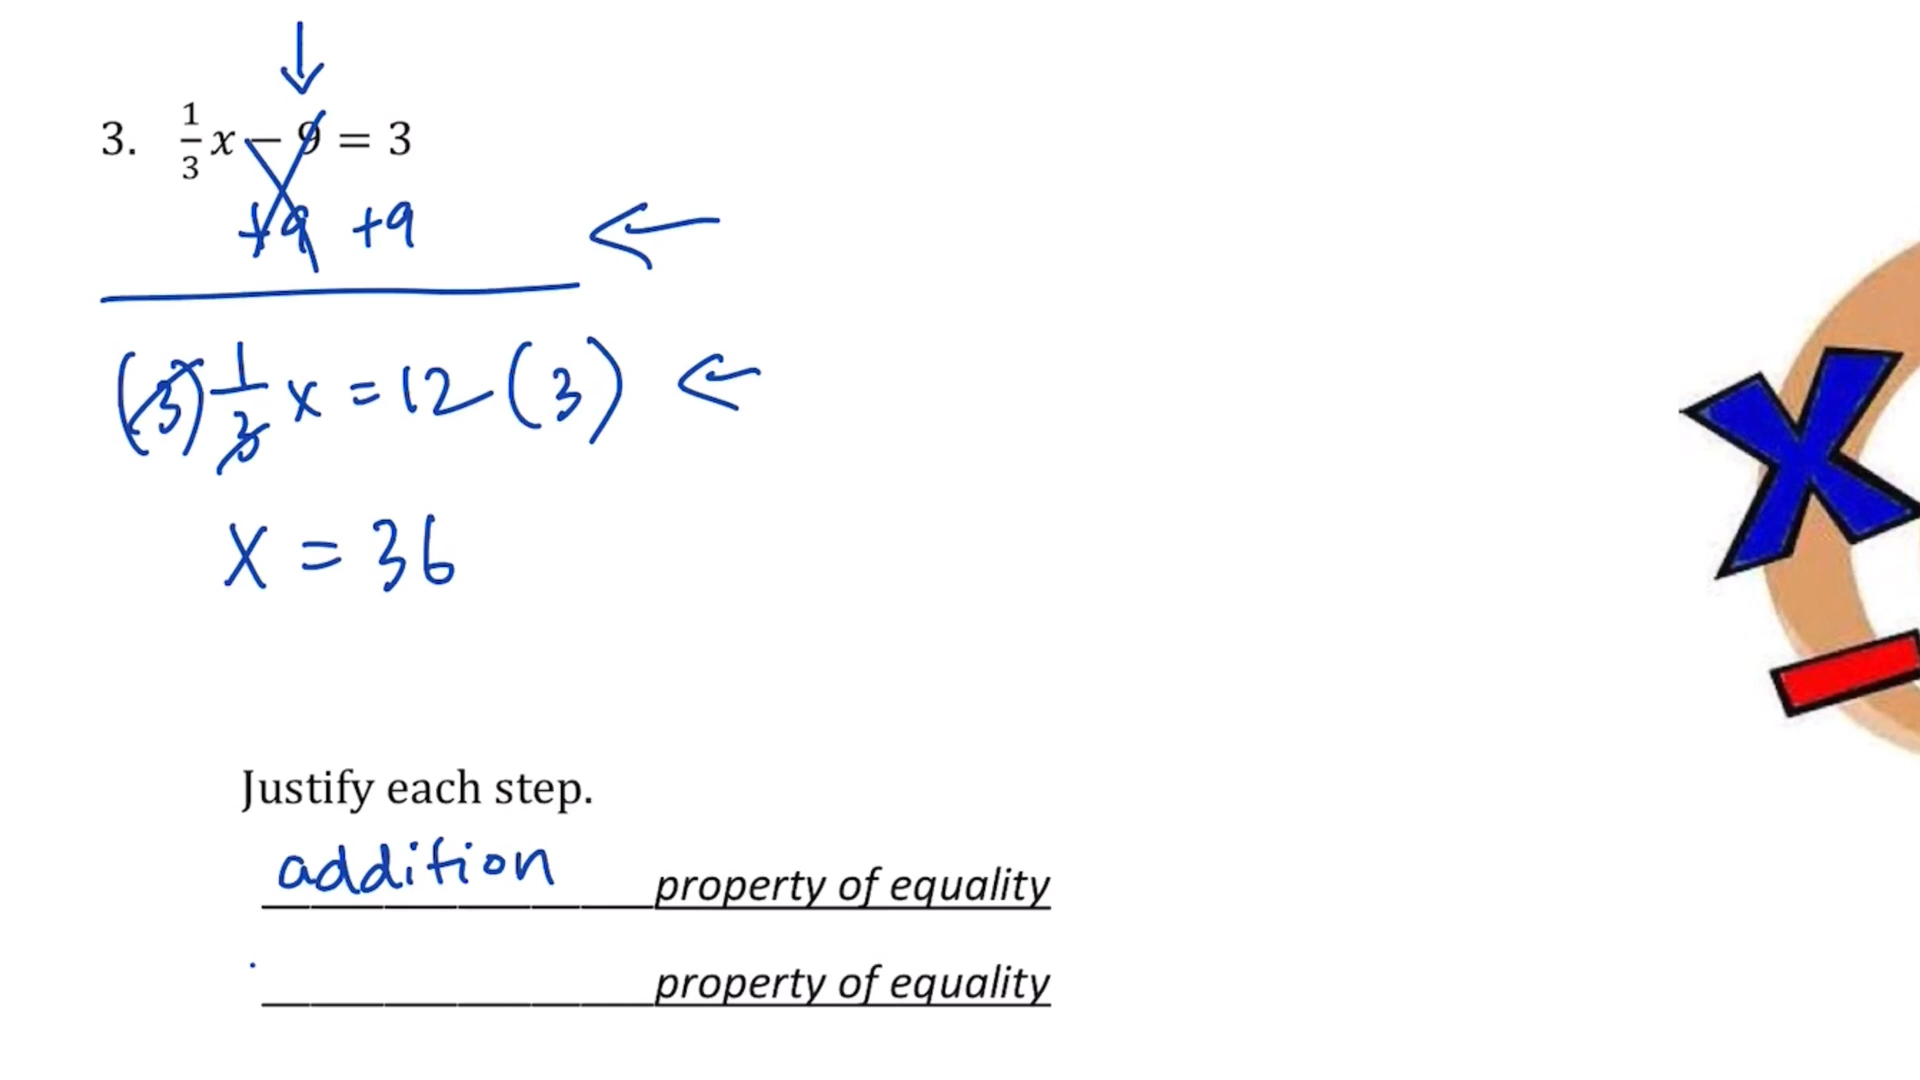 3. 1/3 x − 9 = 3
+9 +9
(3) 1/3 x = 12 (3)
x = 36
Justify each step.
addition property of equality
property of equality